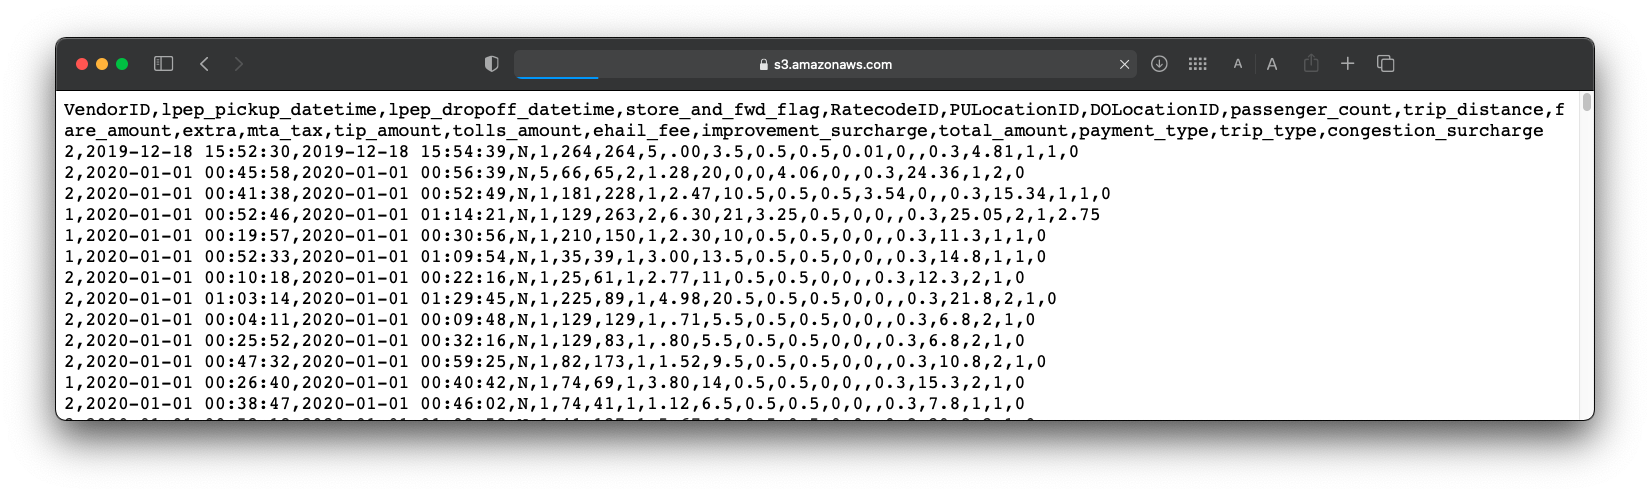 s3.amazonaws.com
A A
VendorID,lpep_pickup_datetime,lpep_dropoff_datetime,store_and_fwd_flag,RatecodeID,PULocationID,DOLocationID,passenger_count,trip_distance,f
are_amount,extra,mta_tax,tip_amount,tolls_amount,ehail_fee,improvement_surcharge,total_amount,payment_type,trip_type,congestion_surcharge
2,2019-12-18 15:52:30,2019-12-18 15:54:39,N,1,264,264,5,.00,3.5,0.5,0.5,0.01,0,,0.3,4.81,1,1,0
2,2020-01-01 00:45:58,2020-01-01 00:56:39,N,5,66,65,2,1.28,20,0,0,4.06,0,,0.3,24.36,1,2,0
2,2020-01-01 00:41:38,2020-01-01 00:52:49,N,1,181,228,1,2.47,10.5,0.5,0.5,3.54,0,,0.3,15.34,1,1,0
1,2020-01-01 00:52:46,2020-01-01 01:14:21,N,1,129,263,2,6.30,21,3.25,0.5,0,0,,0.3,25.05,2,1,2.75
1,2020-01-01 00:19:57,2020-01-01 00:30:56,N,1,210,150,1,2.30,10,0.5,0.5,0,0,,0.3,11.3,1,1,0
1,2020-01-01 00:52:33,2020-01-01 01:09:54,N,1,35,39,1,3.00,13.5,0.5,0.5,0,0,,0.3,14.8,1,1,0
2,2020-01-01 00:10:18,2020-01-01 00:22:16,N,1,25,61,1,2.77,11,0.5,0.5,0,0,,0.3,12.3,2,1,0
2,2020-01-01 01:03:14,2020-01-01 01:29:45,N,1,225,89,1,4.98,20.5,0.5,0.5,0,0,,0.3,21.8,2,1,0
2,2020-01-01 00:04:11,2020-01-01 00:09:48,N,1,129,129,1,.71,5.5,0.5,0.5,0,0,,0.3,6.8,2,1,0
2,2020-01-01 00:25:52,2020-01-01 00:32:16,N,1,129,83,1,.80,5.5,0.5,0.5,0,0,,0.3,6.8,2,1,0
2,2020-01-01 00:47:32,2020-01-01 00:59:25,N,1,82,173,1,1.52,9.5,0.5,0.5,0,0,,0.3,10.8,2,1,0
1,2020-01-01 00:26:40,2020-01-01 00:40:42,N,1,74,69,1,3.80,14,0.5,0.5,0,0,,0.3,15.3,2,1,0
2,2020-01-01 00:38:47,2020-01-01 00:46:02,N,1,74,41,1,1.12,6.5,0.5,0.5,0,0,,0.3,7.8,1,1,0